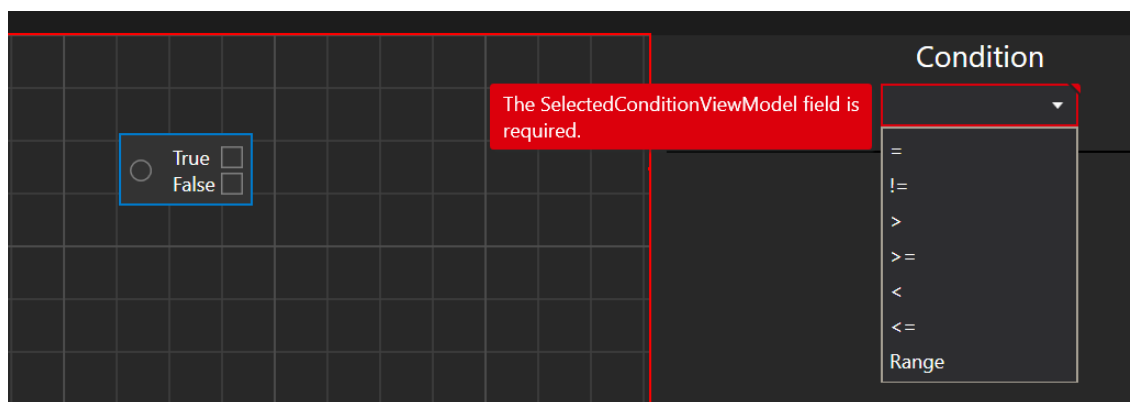 Condition
The SelectedConditionViewModel field is
required.
True
False
=
!=
>
>=
<
<=
Range